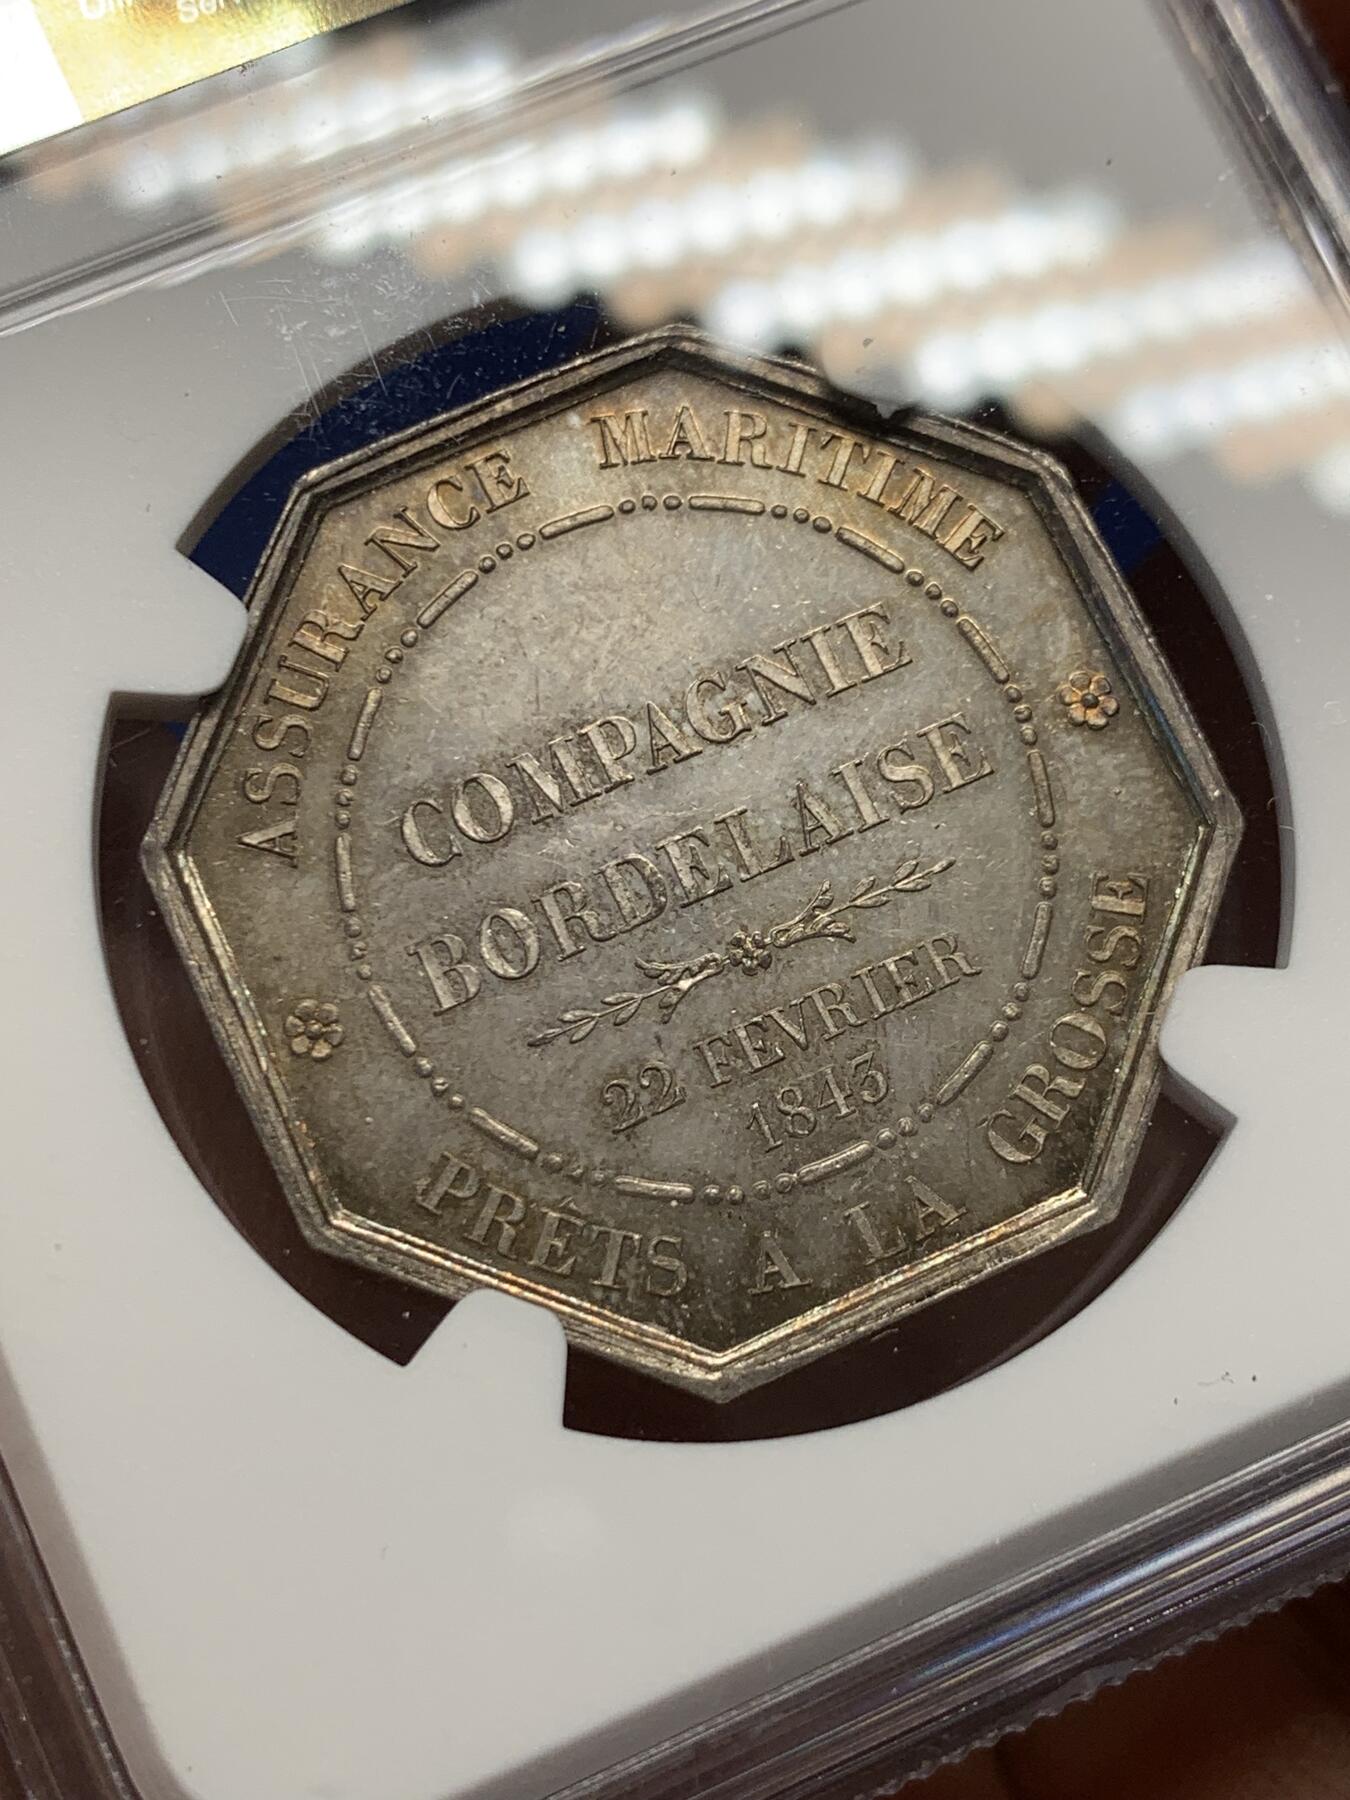 ASSURANCE MARITIME
COMPAGNIE
BORDELAISE
22 FEVRIER
1843
PRÊTS A LA GROSSE